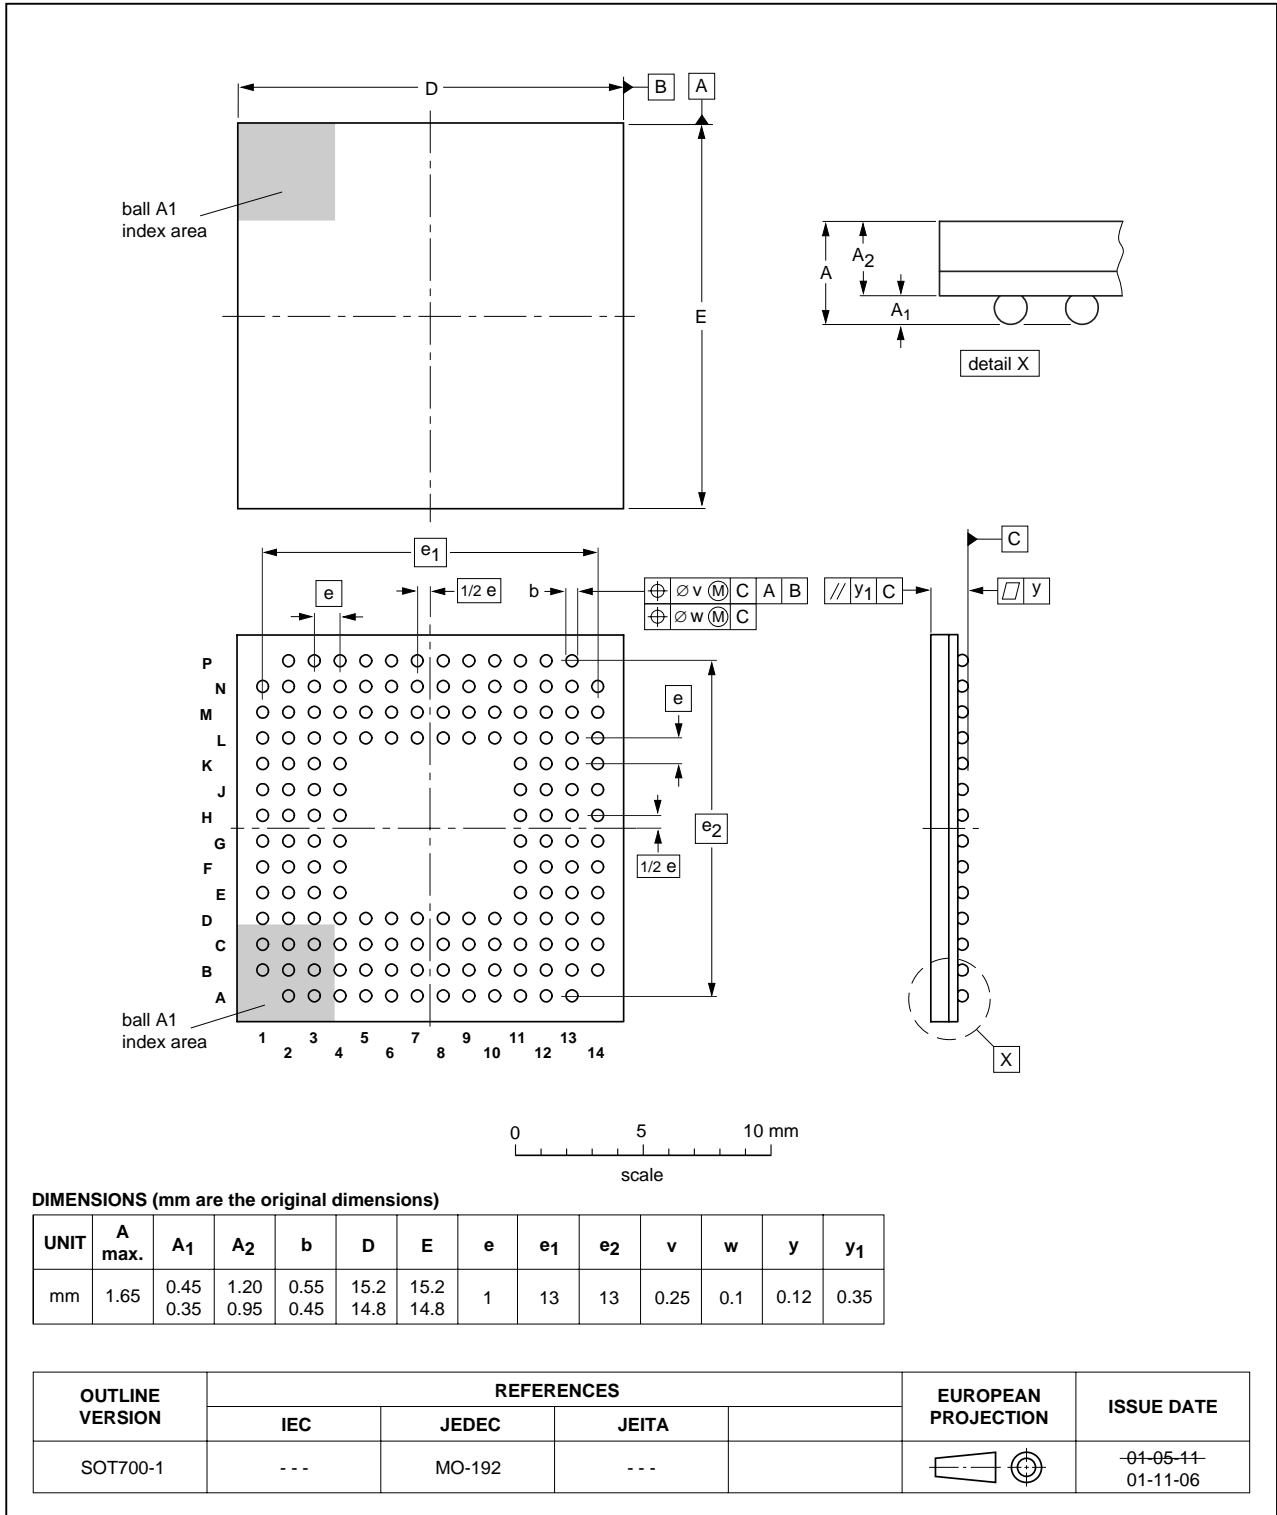 D
B
A
ball A1
index area
E
A
A2
A1
detail X
e1
C
e
1/2 e
b
⌖ ⌀ v Ⓜ C A B
⌖ ⌀ w Ⓜ C
// y1 C
▱ y
P
N
M
L
K
J
H
G
F
E
D
C
B
A
e
e2
1/2 e
ball A1
index area
1 3 5 7 9 11 13
2 4 6 8 10 12 14
X
0 5 10 mm
scale
DIMENSIONS (mm are the original dimensions)
UNIT A max. A1 A2 b D E e e1 e2 v w y y1
mm 1.65 0.45 0.35 1.20 0.95 0.55 0.45 15.2 14.8 15.2 14.8 1 13 13 0.25 0.1 0.12 0.35
OUTLINE VERSION REFERENCES EUROPEAN PROJECTION ISSUE DATE
IEC JEDEC JEITA
SOT700-1 - - - MO-192 - - - 01-05-11
01-11-06